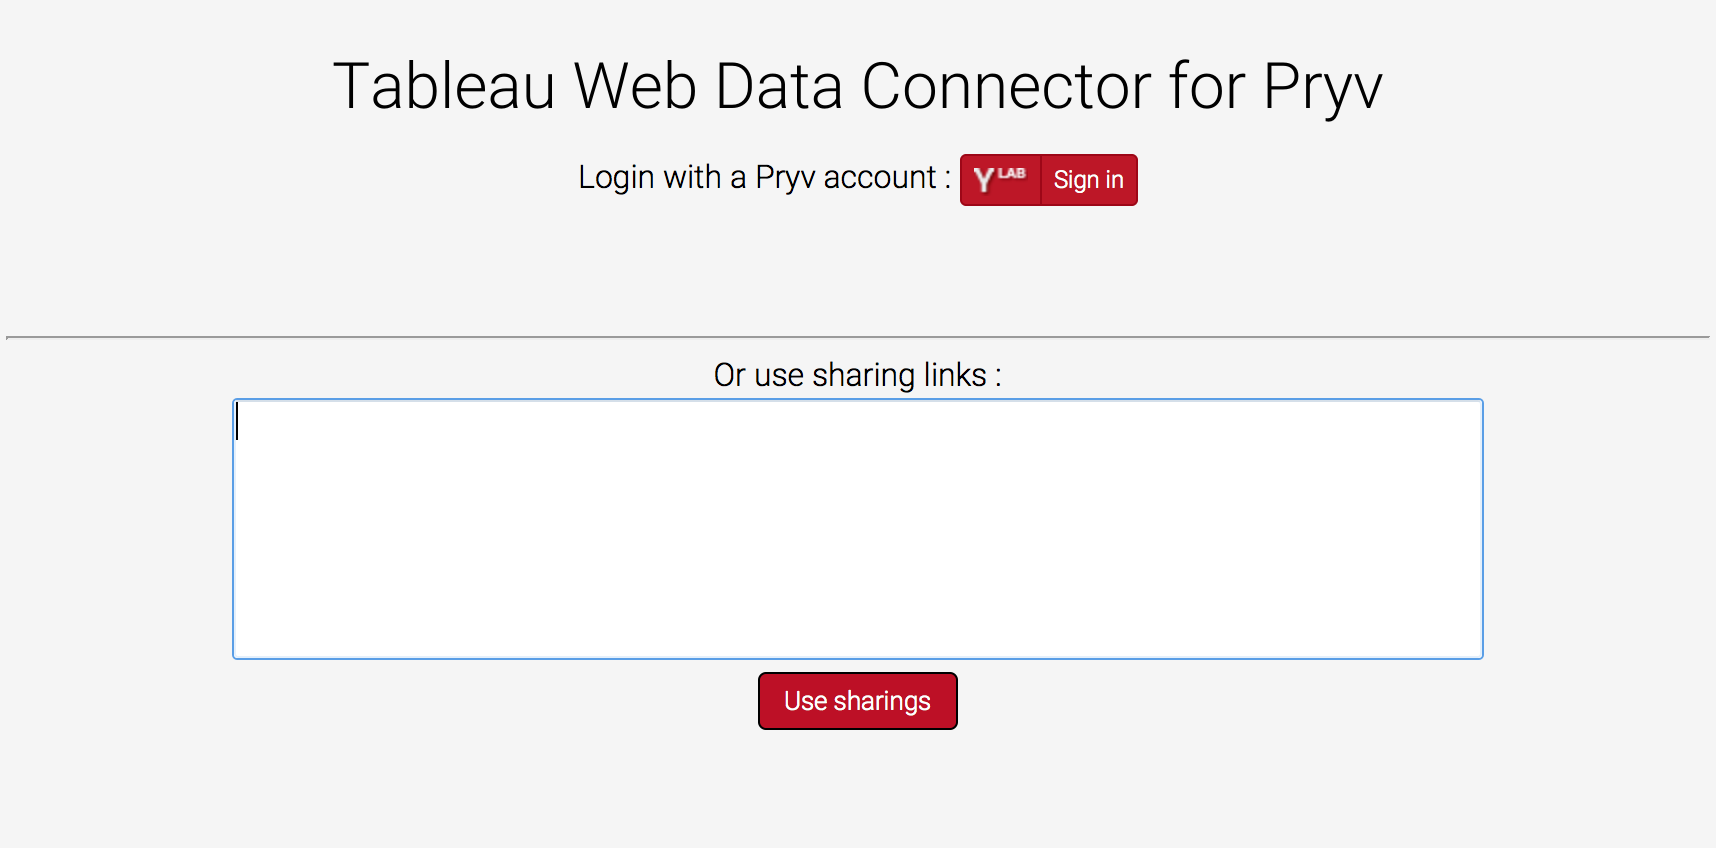 Tableau Web Data Connector for Pryv
Login with a Pryv account : Y LAB Sign in
Or use sharing links :
Use sharings